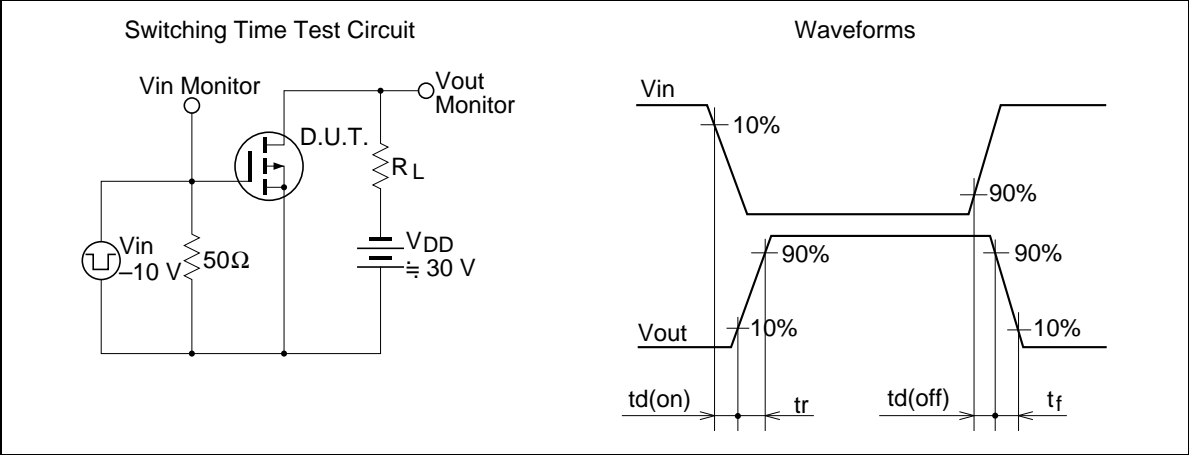 Switching Time Test Circuit
Vin Monitor
Vout
Monitor
D.U.T.
RL
Vin
–10 V
50Ω
VDD
≒ 30 V
Waveforms
Vin
10%
90%
90%
90%
Vout
10%
10%
td(on)
tr
td(off)
tf